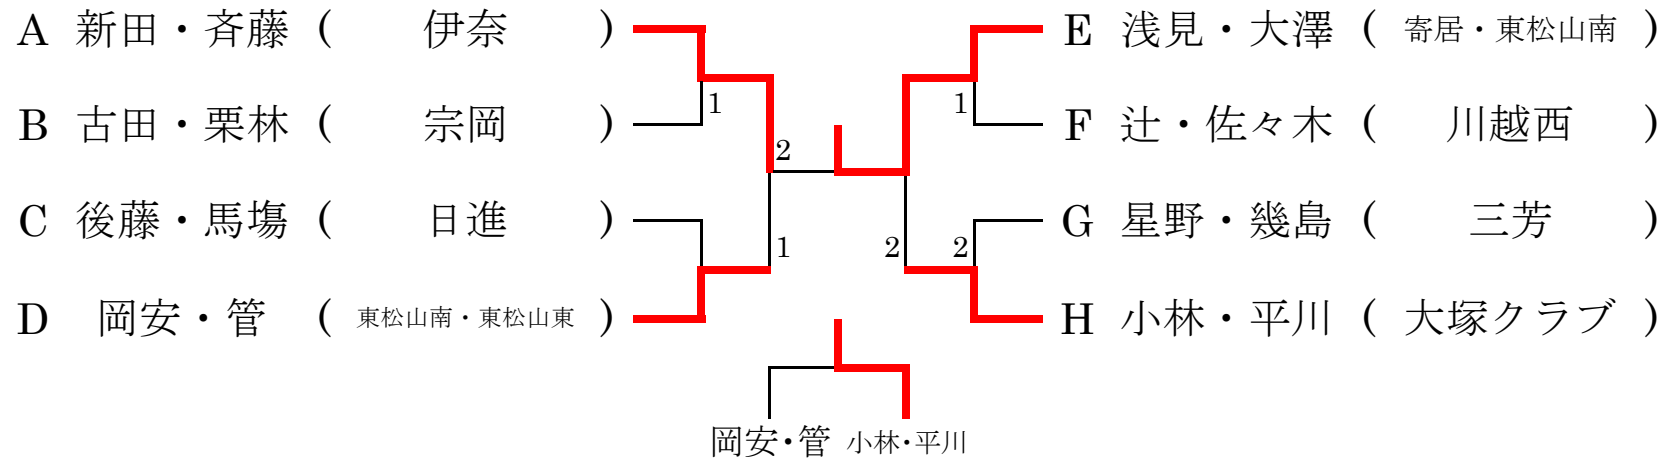 A 新田・斉藤 ( 伊奈 )
E 浅見・大澤 ( 寄居・東松山南 )
1
1
B 古田・栗林 ( 宗岡 )
F 辻・佐々木 ( 川越西 )
2
C 後藤・馬塲 ( 日進 )
G 星野・幾島 ( 三芳 )
1
2
2
D 岡安・管 ( 東松山南・東松山東 )
H 小林・平川 ( 大塚クラブ )
岡安・管 小林・平川